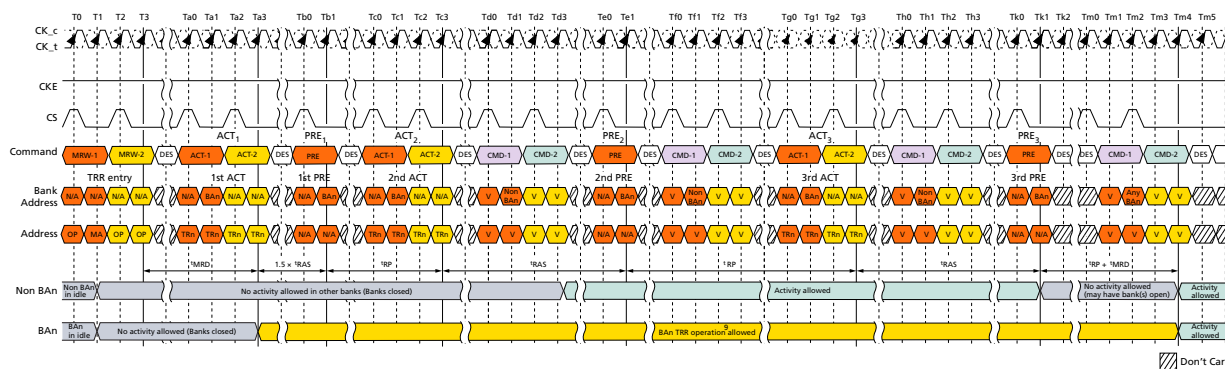 T0 T1 T2 T3 Ta0 Ta1 Ta2 Ta3 Tb0 Tb1 Tc0 Tc1 Tc2 Tc3 Td0 Td1 Td2 Td3 Te0 Te1 Tf0 Tf1 Tf2 Tf3 Tg0 Tg1 Tg2 Tg3 Th0 Th1 Th2 Th3 Tk0 Tk1 Tk2 Tm0 Tm1 Tm2 Tm3 Tm4 Tm5
CK_c
CK_t
CKE
CS
ACT1 PRE1 ACT2 PRE2 ACT3 PRE3
Command MRW-1 MRW-2 DES ACT-1 ACT-2 DES PRE DES ACT-1 ACT-2 DES CMD-1 CMD-2 DES PRE DES CMD-1 CMD-2 DES ACT-1 ACT-2 DES CMD-1 CMD-2 DES PRE DES DES CMD-1 CMD-2 DES
TRR entry 1st ACT 1st PRE 2nd ACT 2nd PRE 3rd ACT 3rd PRE
Bank Address N/A N/A N/A N/A N/A BAn N/A N/A N/A BAn N/A BAn N/A N/A V Non BAn V V N/A BAn V Non BAn V V N/A BAn N/A N/A V Non BAn V V N/A BAn V Any BAn V V
Address OP MA OP OP TRn TRn TRn TRn N/A N/A TRn TRn TRn TRn V V V V N/A N/A V V V V TRn TRn TRn TRn V V V V N/A N/A V V V V
tMRD 1.5 × tRAS tRP tRAS tRP tRAS tRP + tMRD
Non BAn Non BAn in idle No activity allowed in other banks (Banks closed) Activity allowed No activity allowed (may have bank(s) open) Activity allowed
BAn BAn in idle No activity allowed (Banks closed) BAn TRR operation allowed 9 Activity allowed
Don't Car